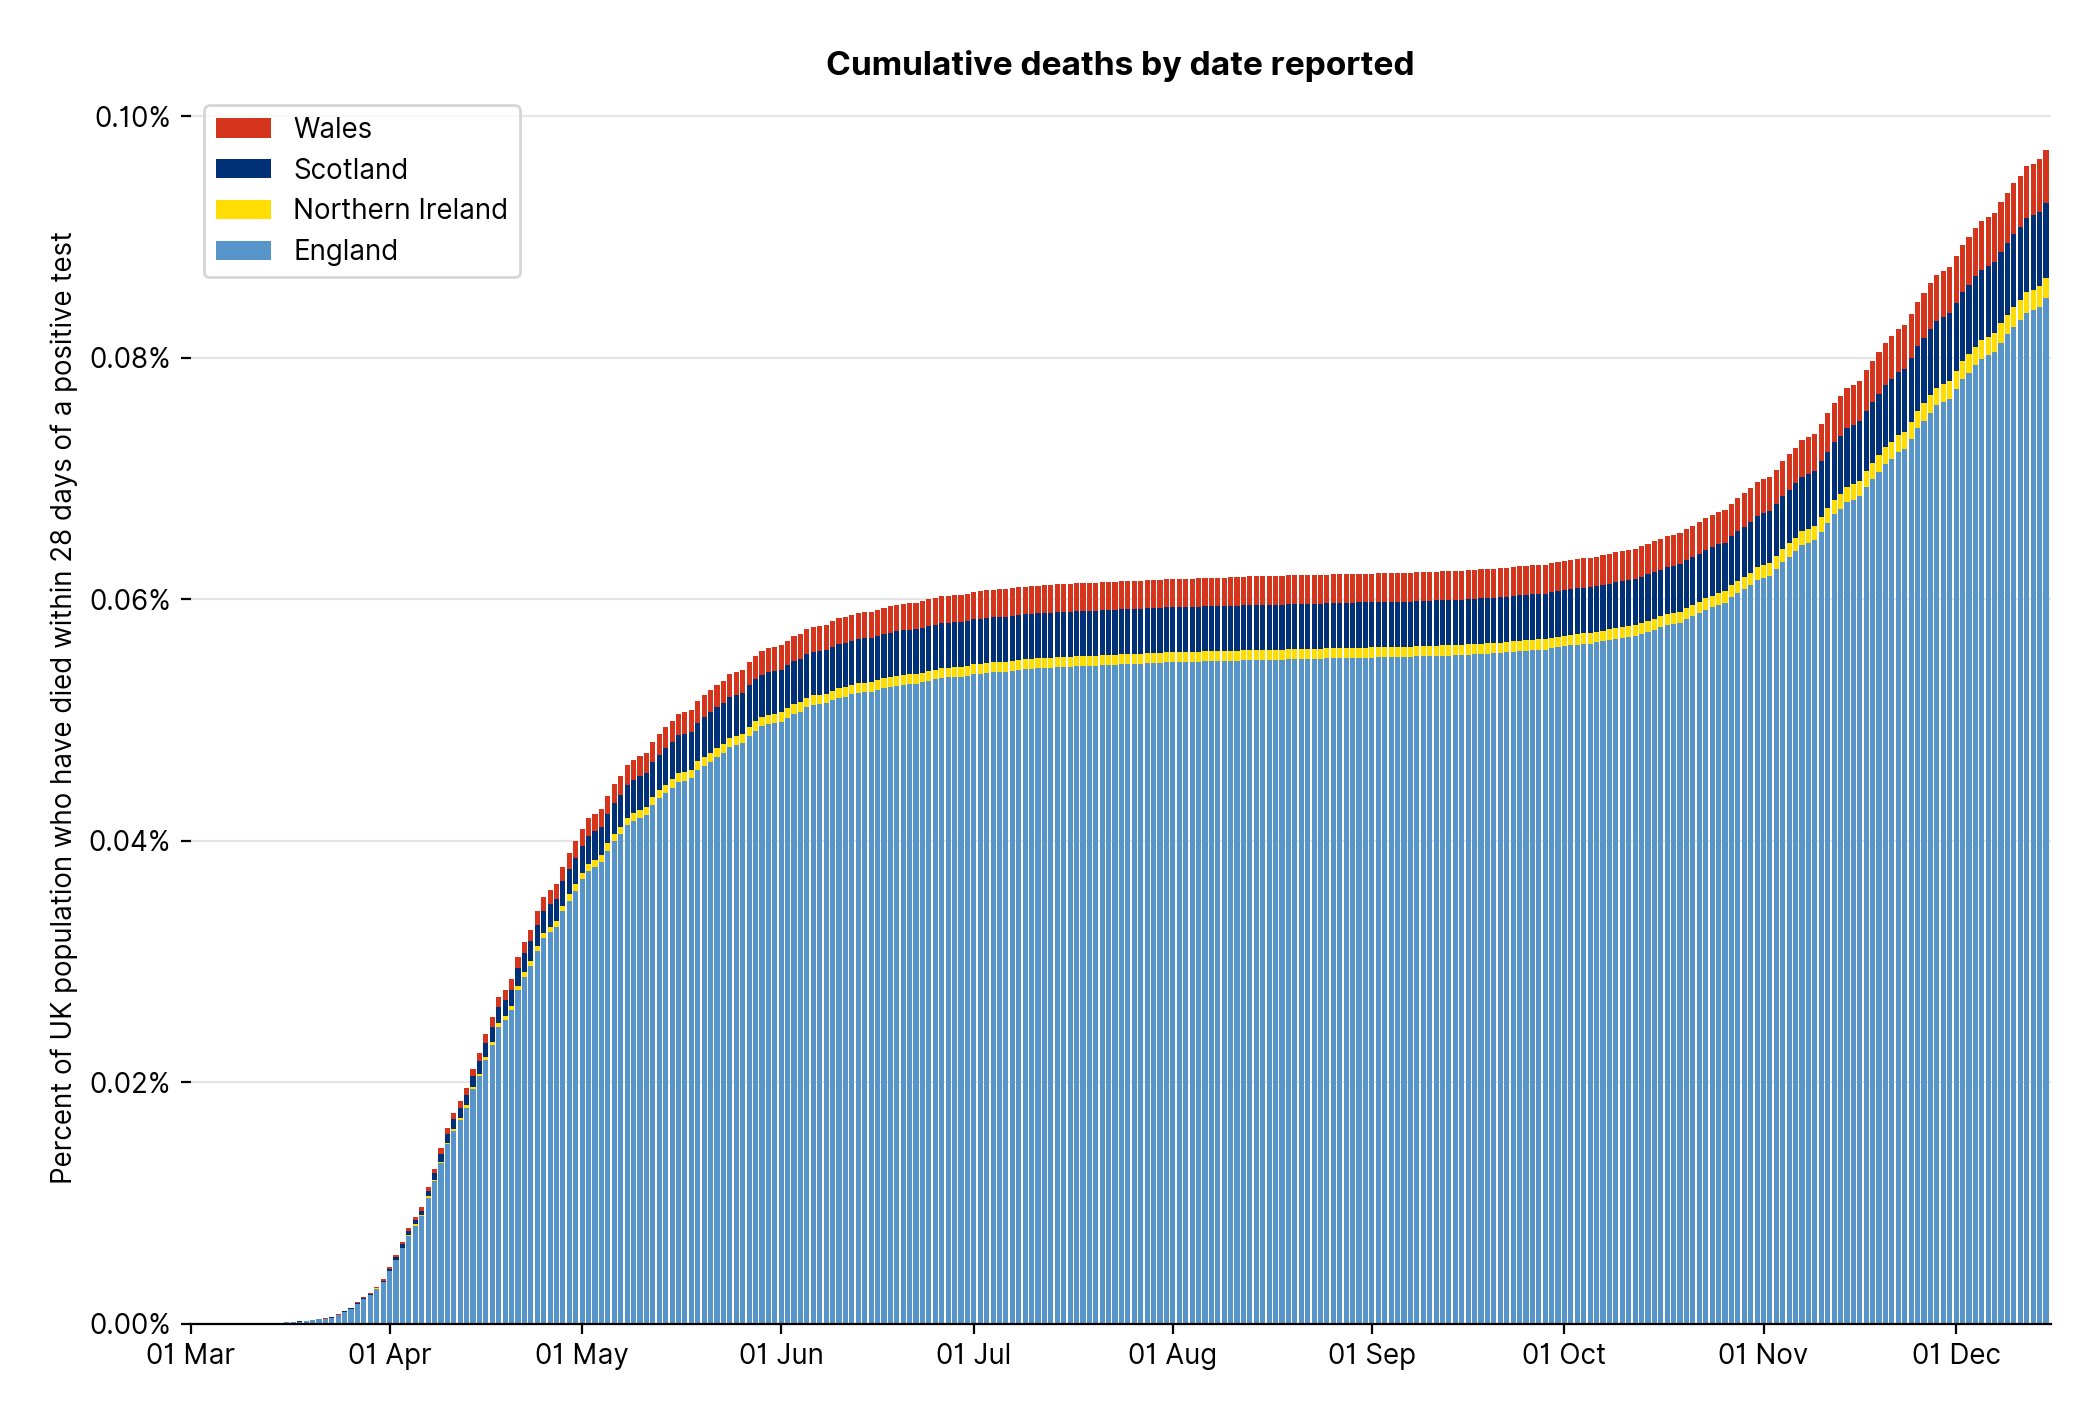 Cumulative deaths by date reported
Percent of UK population who have died within 28 days of a positive test
0.10%
0.08%
0.06%
0.04%
0.02%
0.00%
Wales
Scotland
Northern Ireland
England
01 Mar
01 Apr
01 May
01 Jun
01 Jul
01 Aug
01 Sep
01 Oct
01 Nov
01 Dec